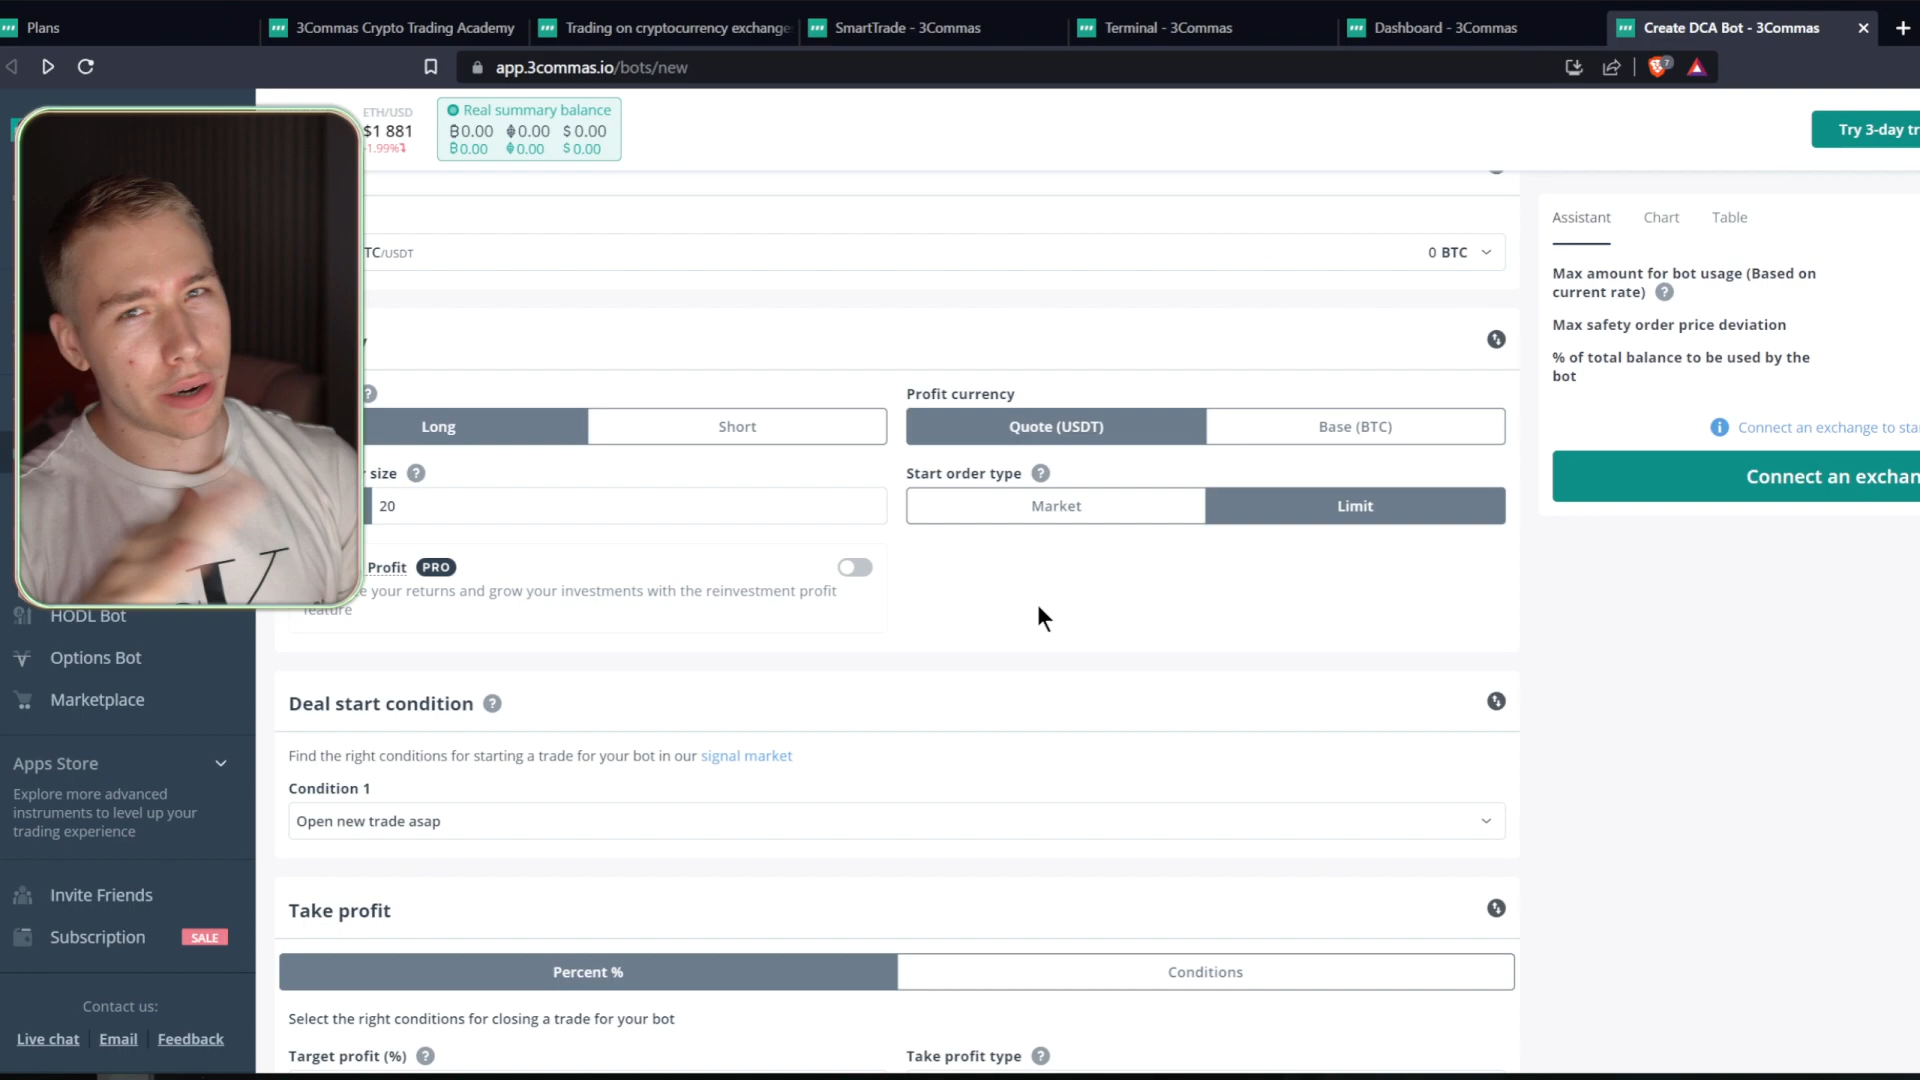 Plans
3Commas Crypto Trading Academy
Trading on cryptocurrency exchange
SmartTrade - 3Commas
Terminal - 3Commas
Dashboard - 3Commas
Create DCA Bot - 3Commas
app.3commas.io/bots/new
7
ETH/USD
$1 881
-1.99%
Real summary balance
0.00 0.00 $ 0.00
0.00 0.00 $ 0.00
Try 3-day tr
TC/USDT
0 BTC
Assistant
Chart
Table
Max amount for bot usage (Based on
current rate)
Max safety order price deviation
% of total balance to be used by the
bot
Connect an exchange to sta
Connect an exchan
Profit currency
Long
Short
Quote (USDT)
Base (BTC)
size
Start order type
20
Market
Limit
Profit PRO
your returns and grow your investments with the reinvestment profit
feature
Deal start condition
Find the right conditions for starting a trade for your bot in our signal market
Condition 1
Open new trade asap
Take profit
Percent %
Conditions
Select the right conditions for closing a trade for your bot
Target profit (%)
Take profit type
HODL Bot
Options Bot
Marketplace
Apps Store
Explore more advanced
instruments to level up your
trading experience
Invite Friends
Subscription SALE
Contact us:
Live chat
Email
Feedback